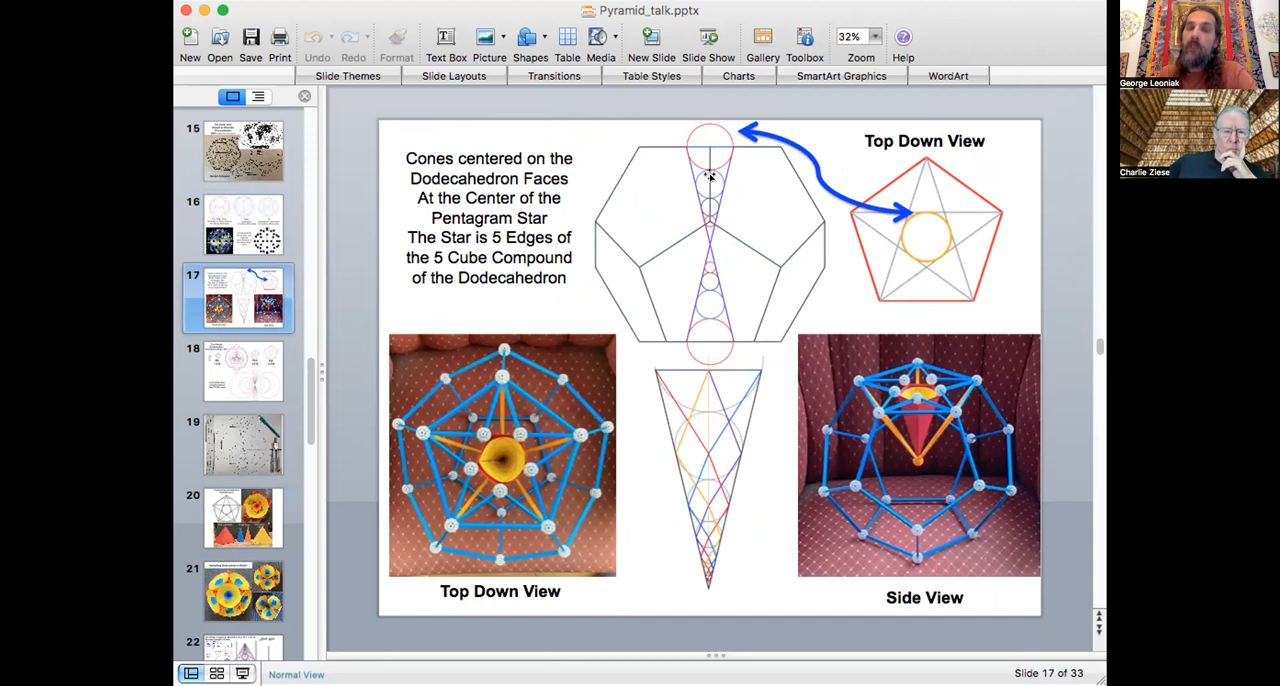 Pyramid_talk.pptx
New Open Save Print Undo Redo Format Text Box Picture Shapes Table Media New Slide Slide Show Gallery Toolbox Zoom Help
32%
Slide Themes Slide Layouts Transitions Table Styles Charts SmartArt Graphics WordArt
15
16
17
18
19
20
21
22
Cones centered on the
Dodecahedron Faces
At the Center of the
Pentagram Star
The Star is 5 Edges of
the 5 Cube Compound
of the Dodecahedron
Top Down View
Top Down View
Side View
Normal View
Slide 17 of 33
George Leoniak
Charlie Ziese